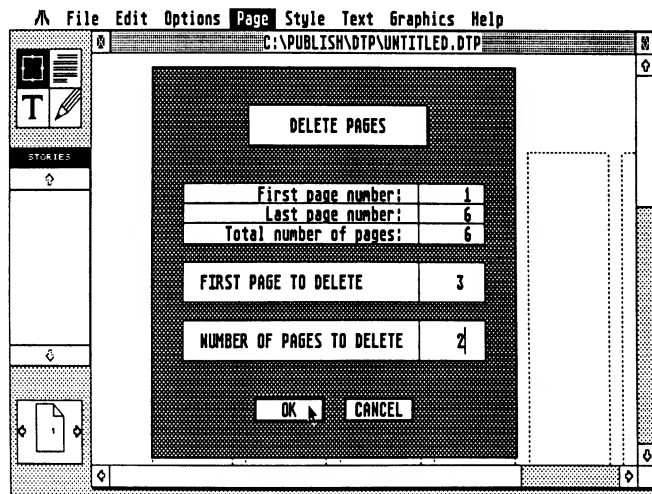 File Edit Options Page Style Text Graphics Help
C:\PUBLISH\DTP\UNTITLED.DTP
T
STORIES
DELETE PAGES
First page number: 1
Last page number: 6
Total number of pages: 6
FIRST PAGE TO DELETE 3
NUMBER OF PAGES TO DELETE 2
OK CANCEL
1